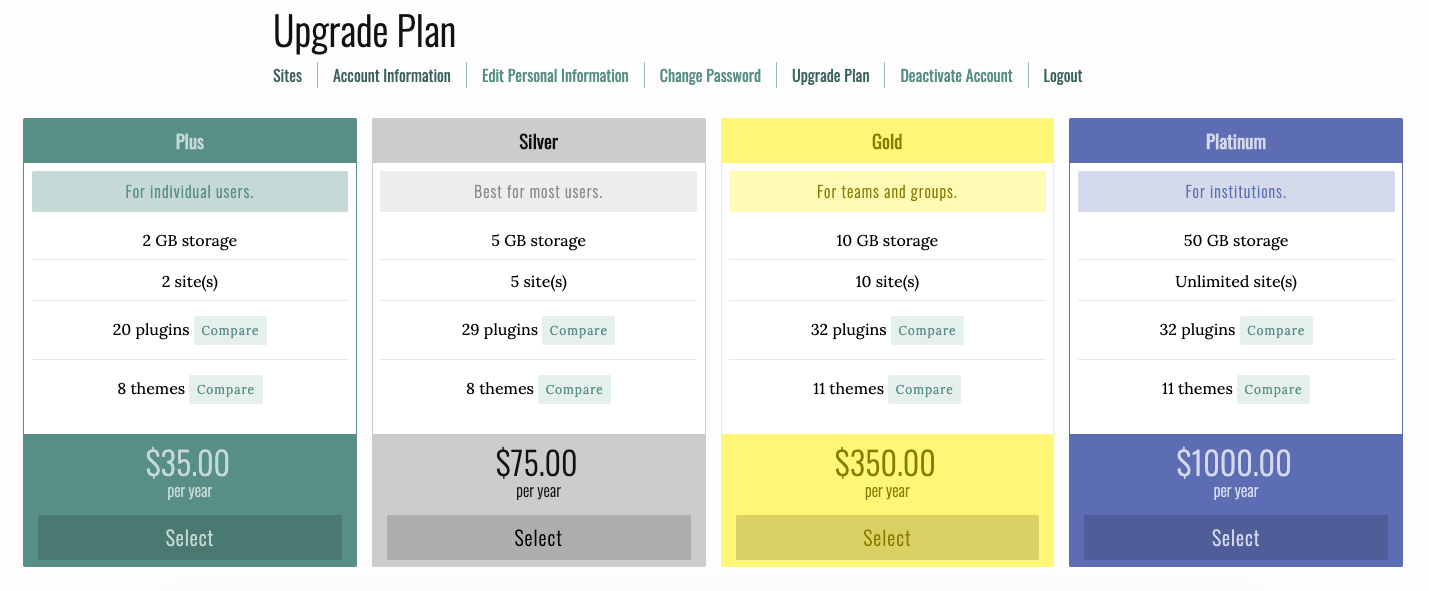 Upgrade Plan
Sites
Account Information
Edit Personal Information
Change Password
Upgrade Plan
Deactivate Account
Logout
Plus
For individual users.
2 GB storage
2 site(s)
20 plugins Compare
8 themes Compare
$35.00
per year
Select
Silver
Best for most users.
5 GB storage
5 site(s)
29 plugins Compare
8 themes Compare
$75.00
per year
Select
Gold
For teams and groups.
10 GB storage
10 site(s)
32 plugins Compare
11 themes Compare
$350.00
per year
Select
Platinum
For institutions.
50 GB storage
Unlimited site(s)
32 plugins Compare
11 themes Compare
$1000.00
per year
Select